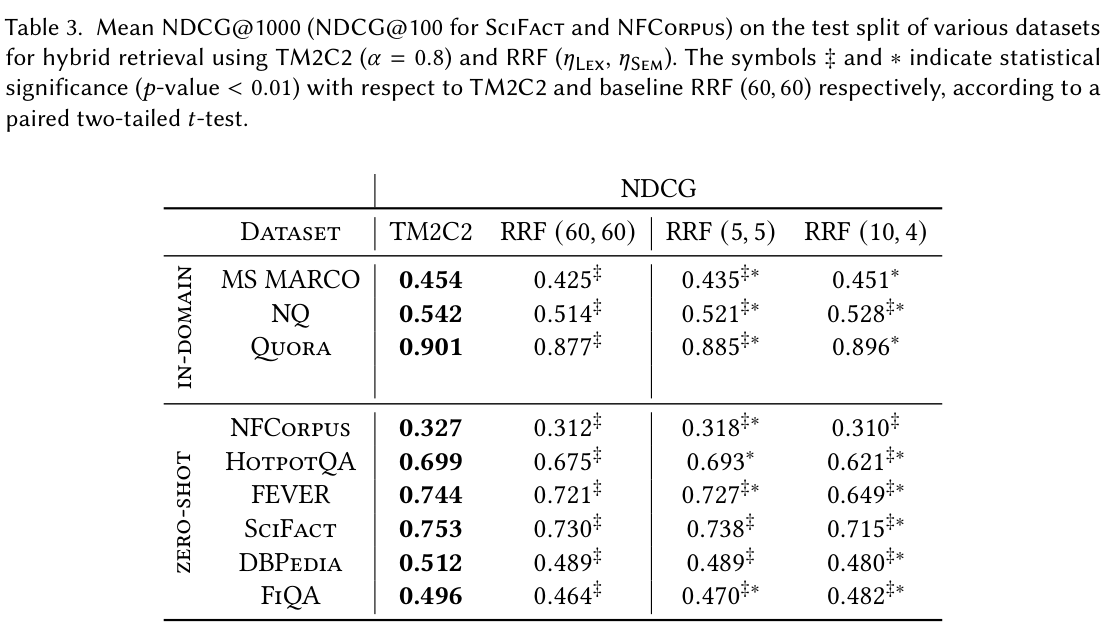 Table 3. Mean NDCG@1000 (NDCG@100 for SciFact and NFCorpus) on the test split of various datasets
for hybrid retrieval using TM2C2 (α = 0.8) and RRF (η_Lex, η_Sem). The symbols ‡ and ∗ indicate statistical
significance (p-value < 0.01) with respect to TM2C2 and baseline RRF (60, 60) respectively, according to a
paired two-tailed t-test.
NDCG
Dataset TM2C2 RRF (60, 60) RRF (5, 5) RRF (10, 4)
IN-DOMAIN
MS MARCO 0.454 0.425‡ 0.435‡∗ 0.451∗
NQ 0.542 0.514‡ 0.521‡∗ 0.528‡∗
Quora 0.901 0.877‡ 0.885‡∗ 0.896∗
ZERO-SHOT
NFCorpus 0.327 0.312‡ 0.318‡∗ 0.310‡
HotpotQA 0.699 0.675‡ 0.693∗ 0.621‡∗
FEVER 0.744 0.721‡ 0.727‡∗ 0.649‡∗
SciFact 0.753 0.730‡ 0.738‡ 0.715‡∗
DBPedia 0.512 0.489‡ 0.489‡ 0.480‡∗
FiQA 0.496 0.464‡ 0.470‡∗ 0.482‡∗